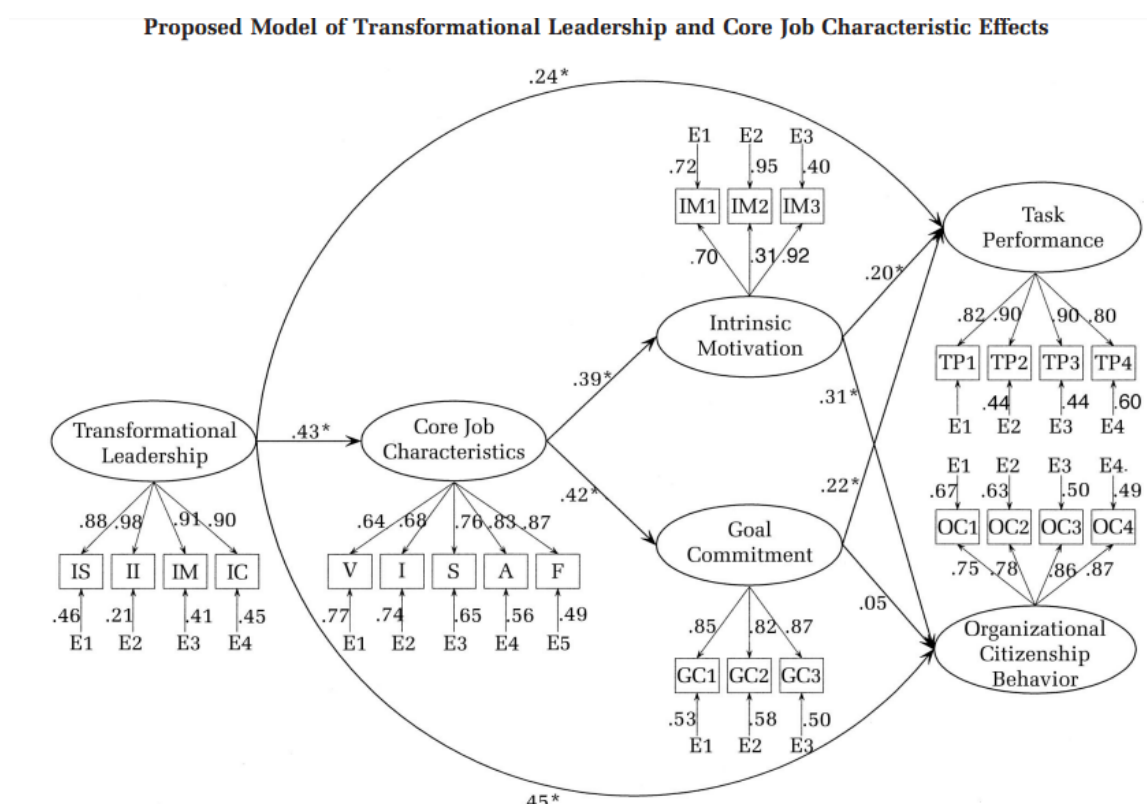 Proposed Model of Transformational Leadership and Core Job Characteristic Effects
.24*
E1 E2 E3
.72 .95 .40
IM1 IM2 IM3
.70 .31 .92
Task
Performance
.20*
Intrinsic
Motivation
.82 .90 .90 .80
TP1 TP2 TP3 TP4
.44 .44 .60
E1 E2 E3 E4
.39*
.31*
Transformational
Leadership
.43*
Core Job
Characteristics
.42*
.22*
.88 .98 .91 .90
IS II IM IC
.46 .21 .41 .45
E1 E2 E3 E4
.64 .68 .76 .83 .87
V I S A F
.77 .74 .65 .56 .49
E1 E2 E3 E4 E5
Goal
Commitment
.05
.85 .82 .87
GC1 GC2 GC3
.53 .58 .50
E1 E2 E3
E1 E2 E3 E4.
.67 .63 .50 .49
OC1 OC2 OC3 OC4
.75 .78 .86 .87
Organizational
Citizenship
Behavior
.45*